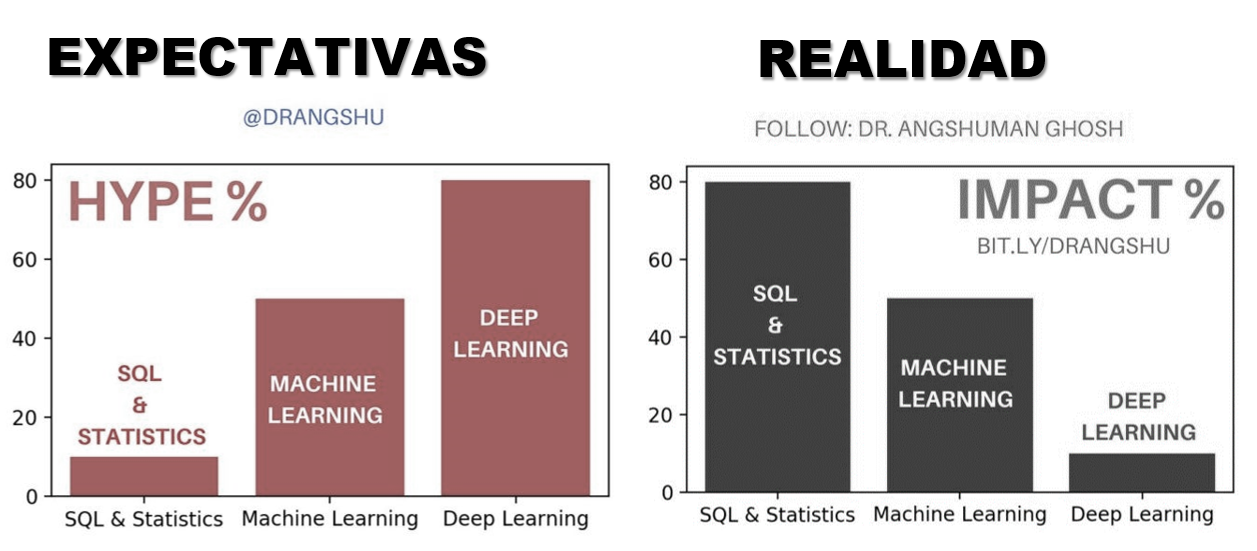 EXPECTATIVAS
@DRANGSHU
HYPE %
80
60
40
20
0
SQL
&
STATISTICS
MACHINE
LEARNING
DEEP
LEARNING
SQL & Statistics
Machine Learning
Deep Learning
REALIDAD
FOLLOW: DR. ANGSHUMAN GHOSH
IMPACT %
BIT.LY/DRANGSHU
80
60
40
20
0
SQL
&
STATISTICS
MACHINE
LEARNING
DEEP
LEARNING
SQL & Statistics
Machine Learning
Deep Learning